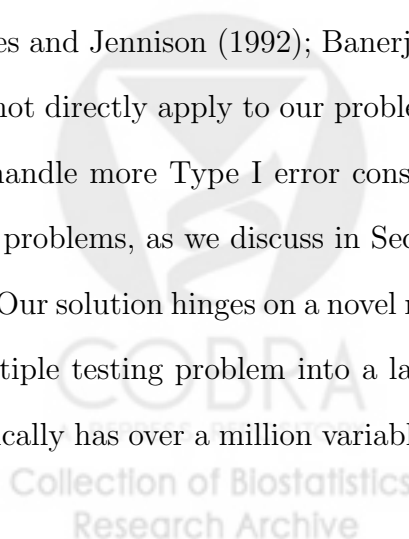 es and Jennison (1992); Banerj
not directly apply to our proble
handle more Type I error cons
problems, as we discuss in Sec
Our solution hinges on a novel
tiple testing problem into a la
ically has over a million variabl
COBRA
Collection of Biostatistics
Research Archive